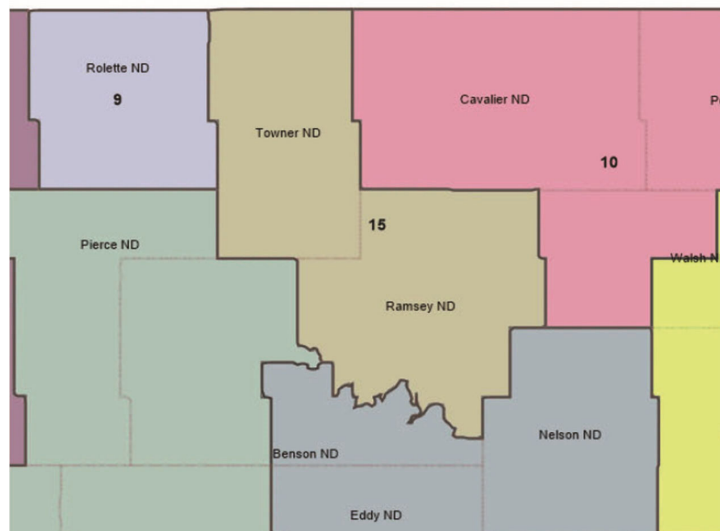 Rolette ND
9
Cavalier ND
Towner ND
10
15
Pierce ND
Walsh N
Ramsey ND
Nelson ND
Benson ND
Eddy ND